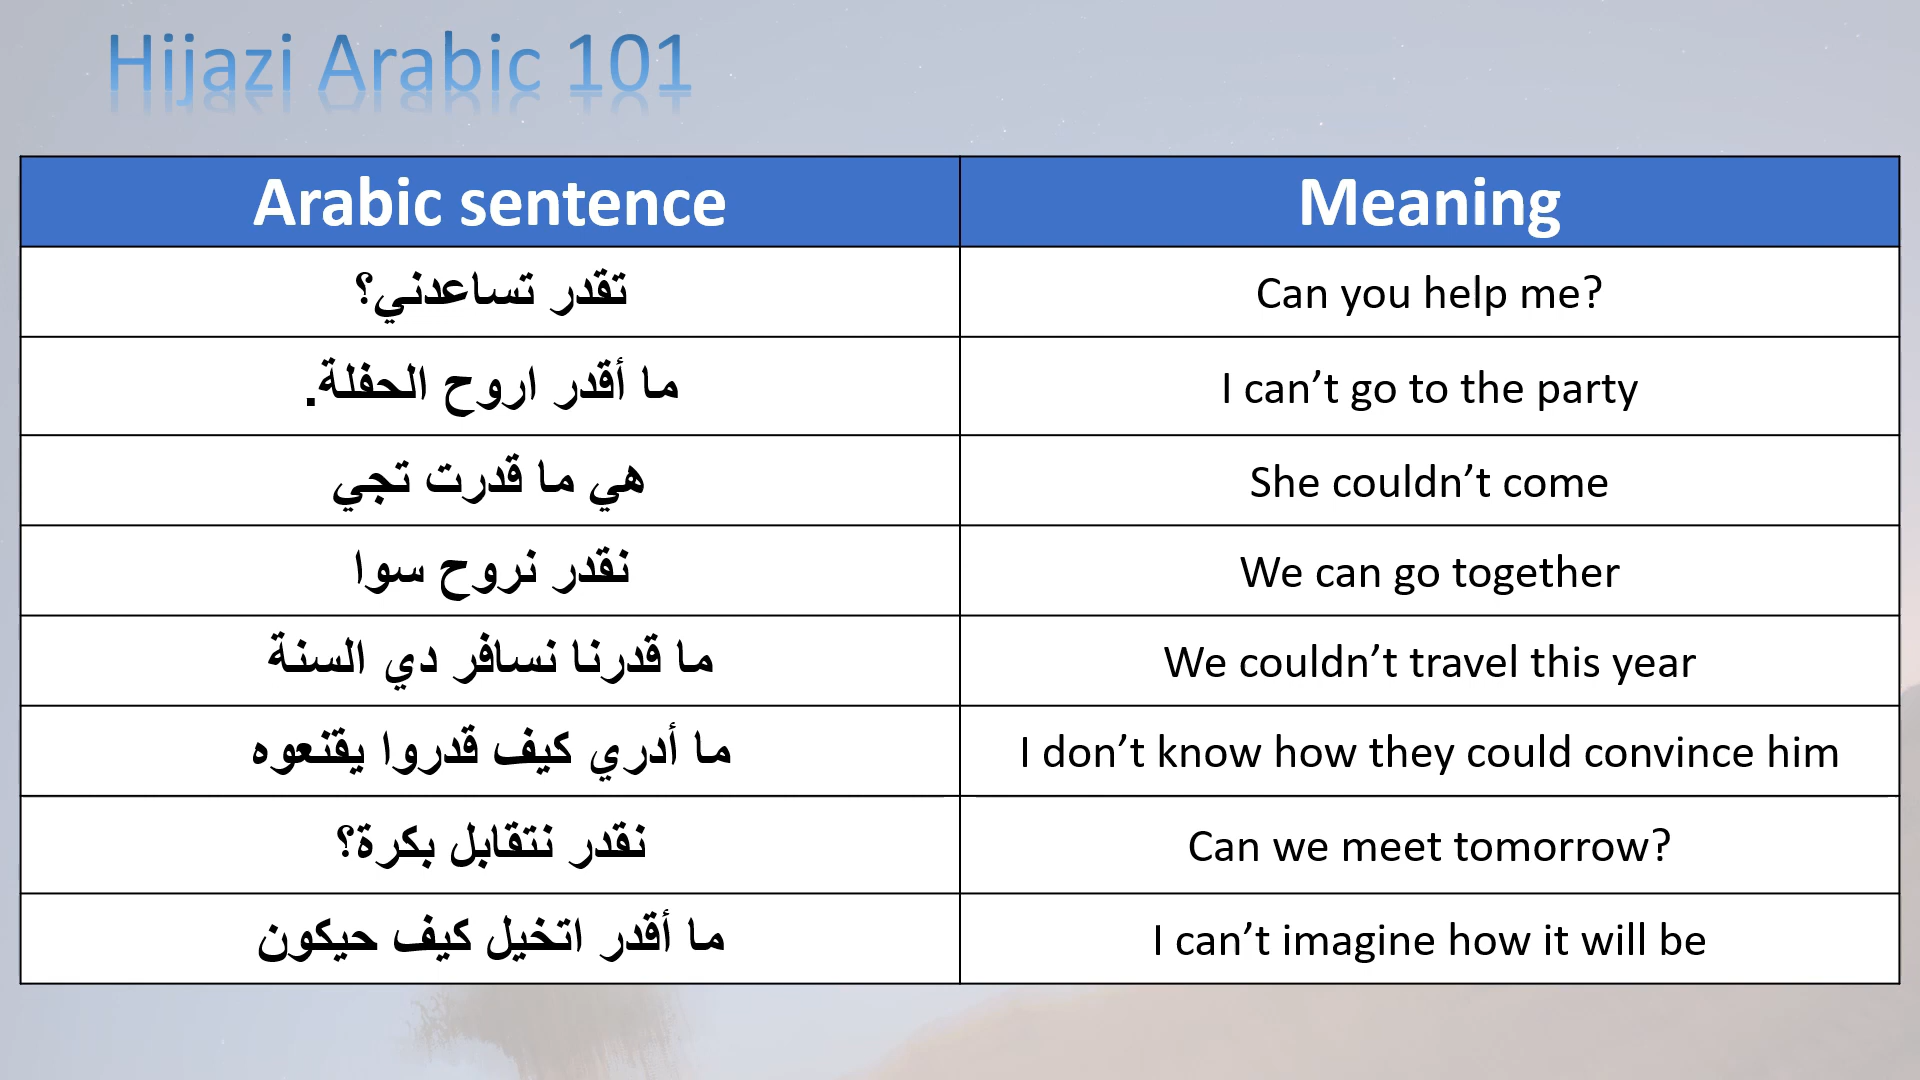 Hijazi Arabic 101
Arabic sentence
Meaning
تقدر تساعدني؟
Can you help me?
ما أقدر اروح الحفلة.
I can’t go to the party
هي ما قدرت تجي
She couldn’t come
نقدر نروح سوا
We can go together
ما قدرنا نسافر دي السنة
We couldn’t travel this year
ما أدري كيف قدروا يقنعوه
I don’t know how they could convince him
نقدر نتقابل بكرة؟
Can we meet tomorrow?
ما أقدر اتخيل كيف حيكون
I can’t imagine how it will be